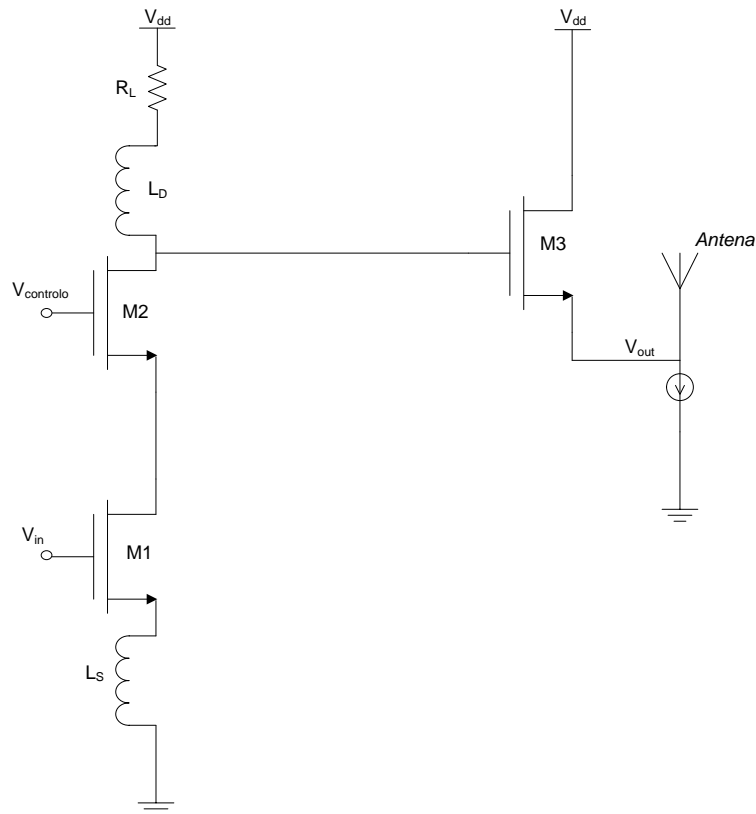 Vdd
Vdd
RL
LD
M3
Antena
Vcontrolo
M2
Vout
Vin
M1
LS